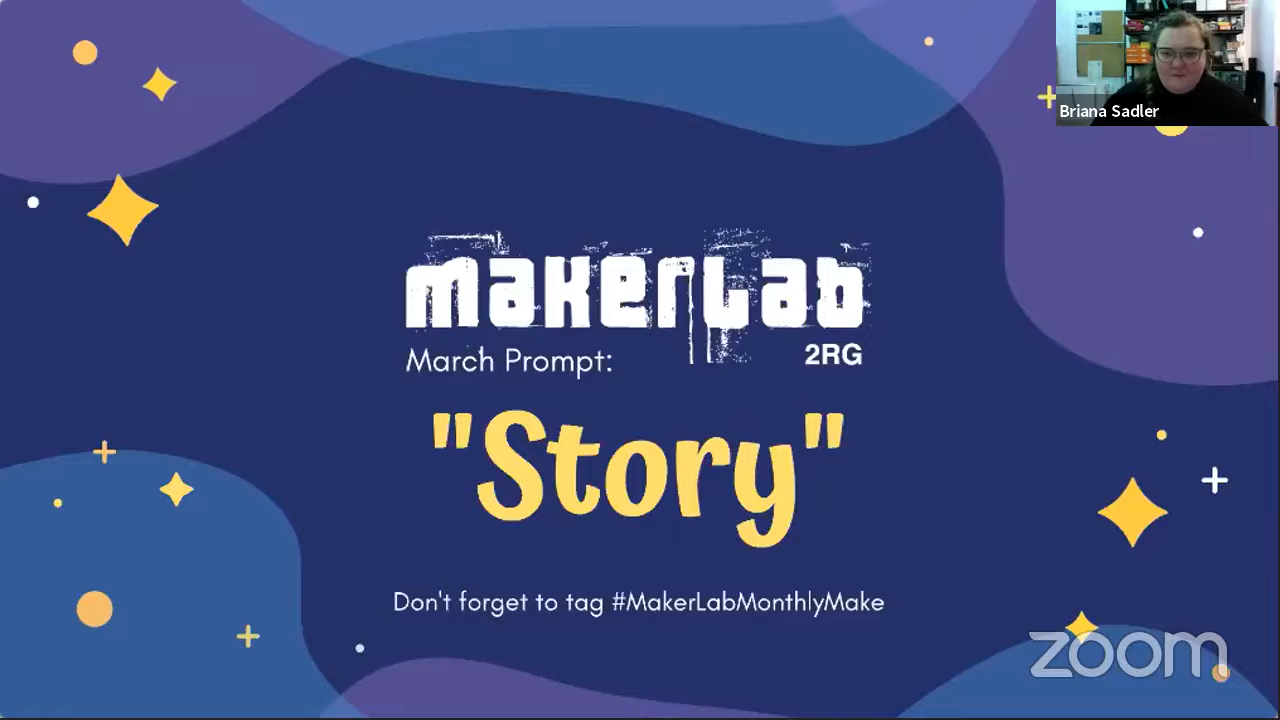 Briana Sadler
makerLab
March Prompt:
2RG
"Story"
Don't forget to tag #MakerLabMonthlyMake
zoom